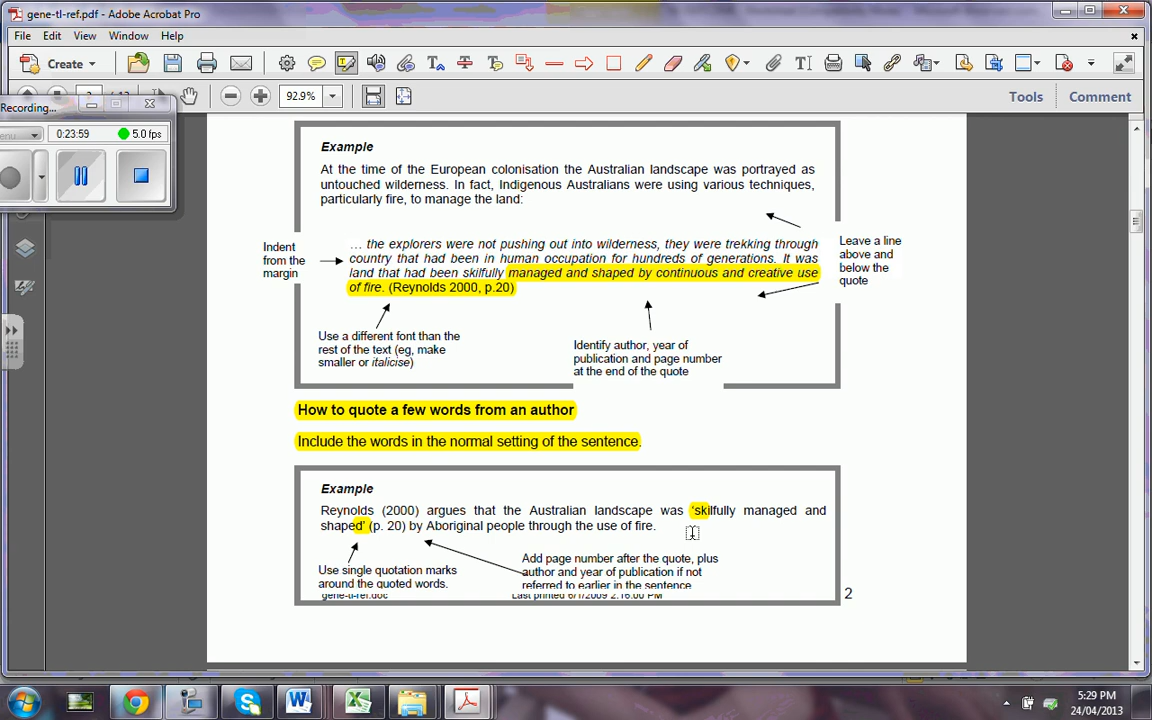 gene-tl-ref.pdf - Adobe Acrobat Pro
File Edit View Window Help
Create
92.9%
Tools
Comment
Recording...
0:23:59
5.0 fps
Example
At the time of the European colonisation the Australian landscape was portrayed as
untouched wilderness. In fact, Indigenous Australians were using various techniques,
particularly fire, to manage the land:
… the explorers were not pushing out into wilderness, they were trekking through
country that had been in human occupation for hundreds of generations. It was
land that had been skilfully managed and shaped by continuous and creative use
of fire. (Reynolds 2000, p.20)
Indent
from the
margin
Leave a line
above and
below the
quote
Use a different font than the
rest of the text (eg, make
smaller or italicise)
Identify author, year of
publication and page number
at the end of the quote
How to quote a few words from an author
Include the words in the normal setting of the sentence.
Example
Reynolds (2000) argues that the Australian landscape was ‘skilfully managed and
shaped’ (p. 20) by Aboriginal people through the use of fire.
Use single quotation marks
around the quoted words.
Add page number after the quote, plus
author and year of publication if not
referred to earlier in the sentence
gene-tl-ref.doc
Last printed 6/1/2009 2:16:00 PM
2
5:29 PM
24/04/2013